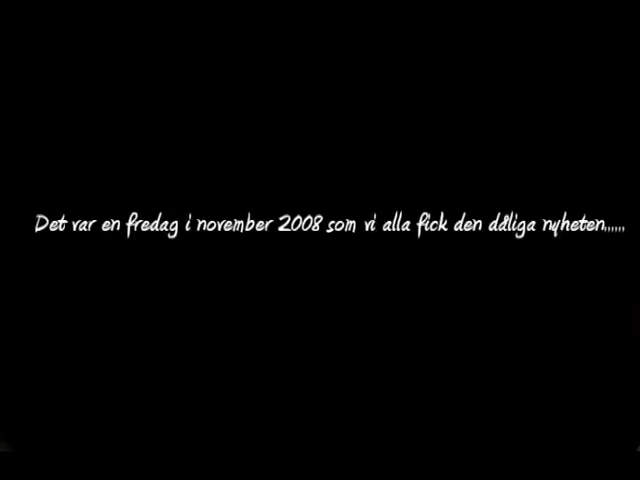 Det var en fredag i november 2008 som vi alla fick den dåliga nyheten......